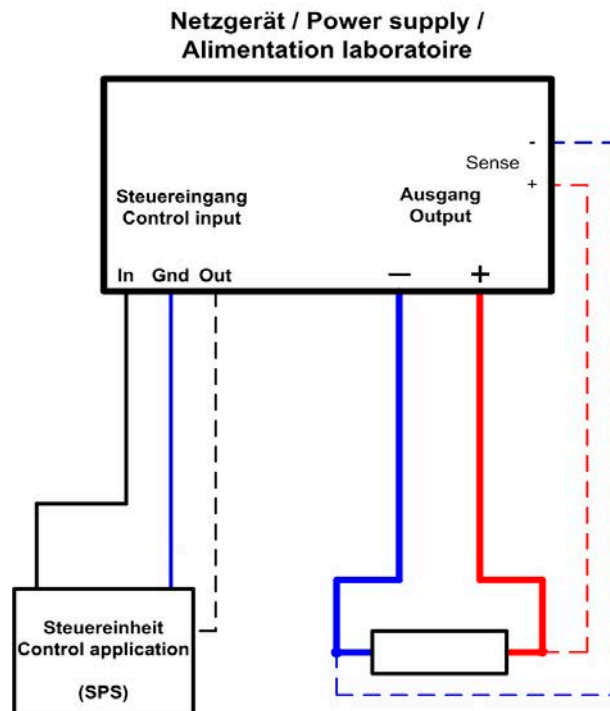 Netzgerät / Power supply /
Alimentation laboratoire
-
Sense
+
Steuereingang
Control input
Ausgang
Output
In Gnd Out
— +
Steuereinheit
Control application
(SPS)